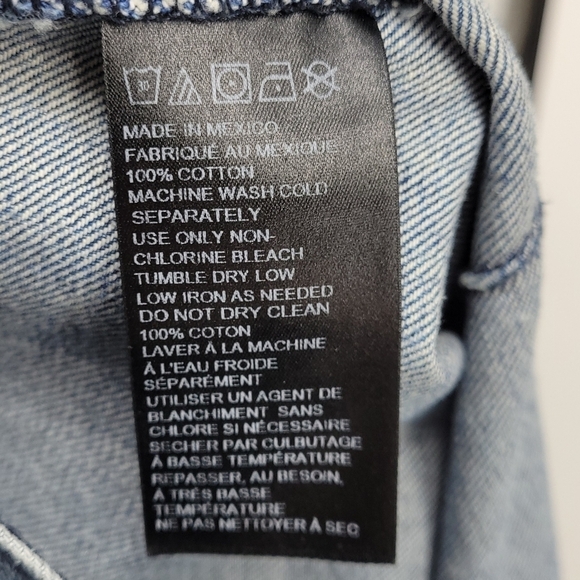 MADE IN MEXICO
FABRIQUE AU MEXIQUE
100% COTTON
MACHINE WASH COLD
SEPARATELY
USE ONLY NON-
CHLORINE BLEACH
TUMBLE DRY LOW
LOW IRON AS NEEDED
DO NOT DRY CLEAN
100% COTON
LAVER À LA MACHINE
À L'EAU FROIDE
SÉPARÉMENT
UTILISER UN AGENT DE
BLANCHIMENT SANS
CHLORE SI NÉCESSAIRE
SECHER PAR CULBUTAGE
À BASSE TEMPÉRATURE
REPASSER, AU BESOIN,
À TRÈS BASSE
TEMPÉRATURE
NE PAS NETTOYER À SEC